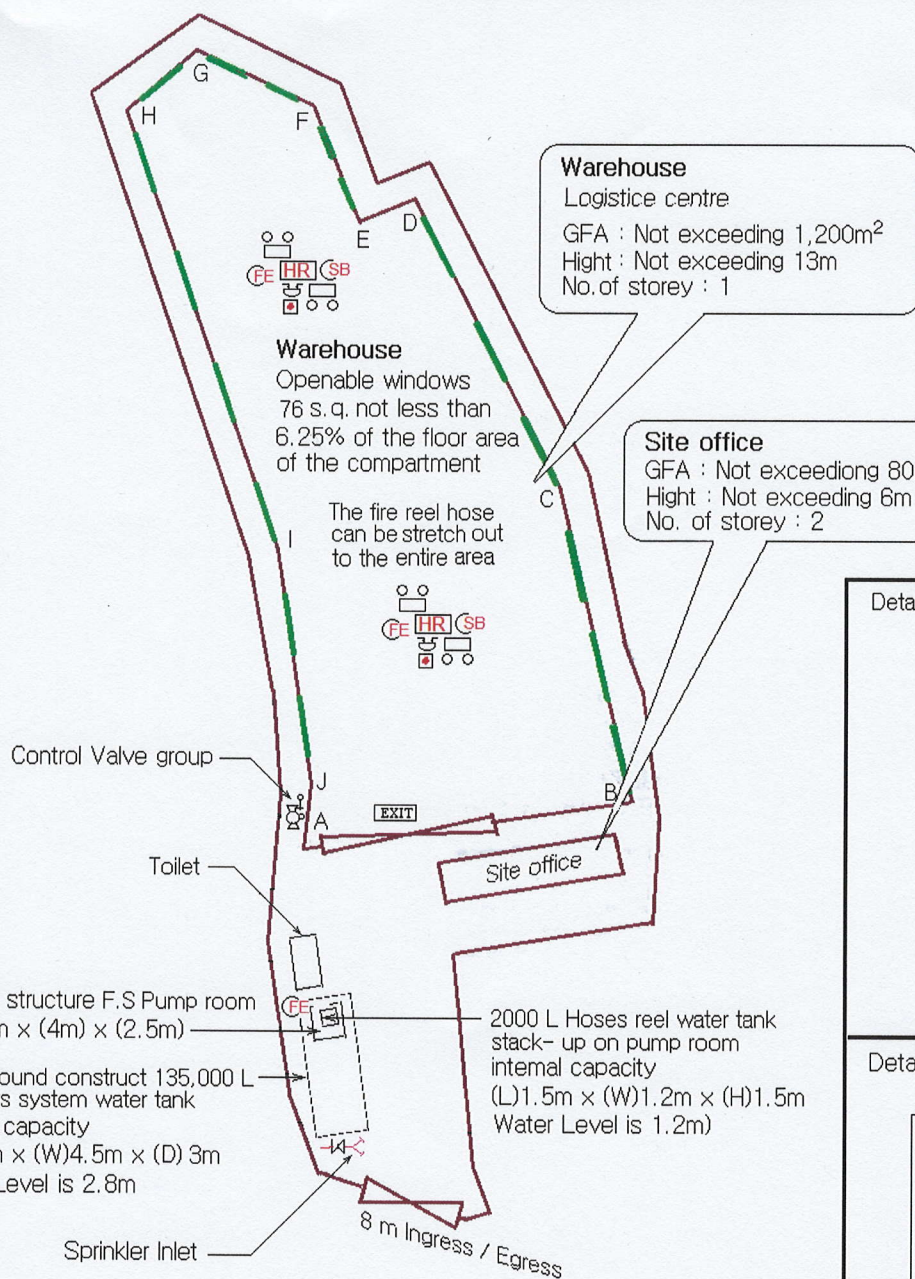 G
H
F
E
D
Warehouse
Logistice centre
GFA : Not exceeding 1,200m²
Hight : Not exceeding 13m
No. of storey : 1
FE HR SB
Warehouse
Openable windows
76 s.q. not less than
6.25% of the floor area
of the compartment
Site office
GFA : Not exceediong 80
Hight : Not exceeding 6m
No. of storey : 2
C
The fire reel hose
can be stretch out
to the entire area
I
FE HR SB
Deta
Control Valve group
J
A
EXIT
B
Toilet
Site office
structure F.S Pump room
m x (4m) x (2.5m)
FE
2000 L Hoses reel water tank
stack- up on pump room
internal capacity
(L)1.5m x (W)1.2m x (H)1.5m
Water Level is 1.2m)
ound construct 135,000 L
rs system water tank
capacity
m x (W)4.5m x (D) 3m
Level is 2.8m
Deta
8 m Ingress / Egress
Sprinkler Inlet